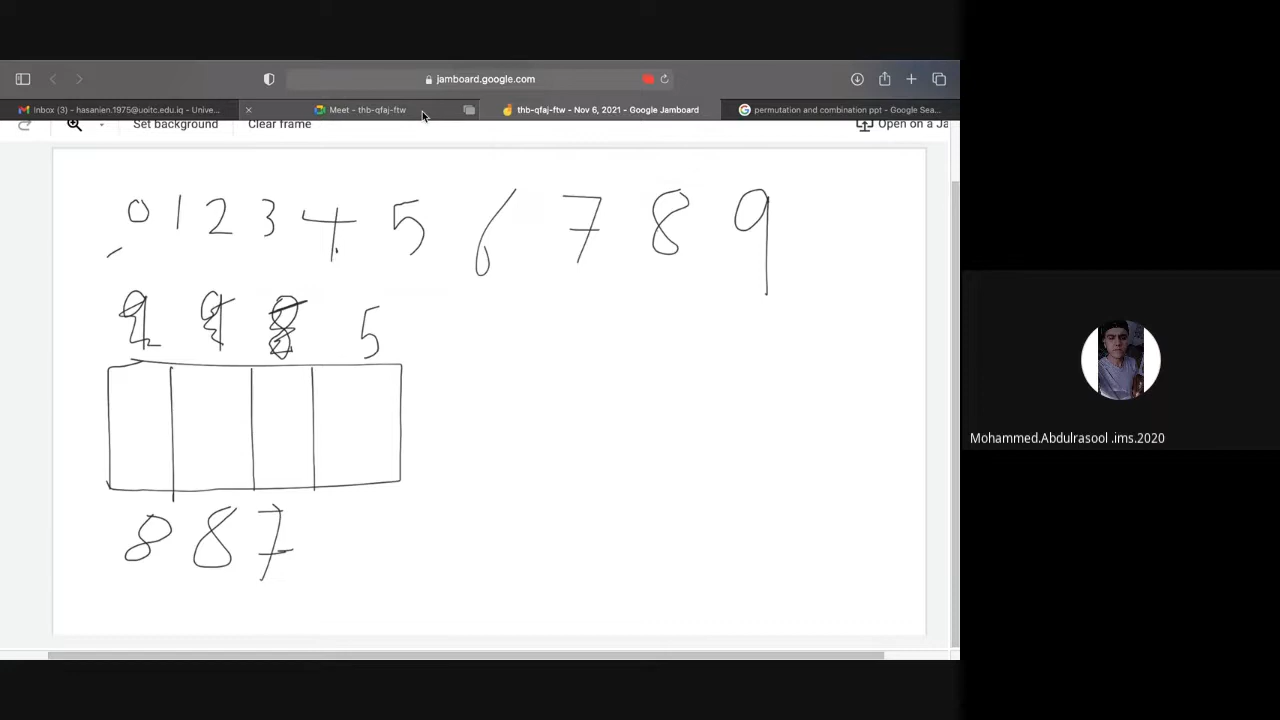 jamboard.google.com
Inbox (3) - hasanien.1975@uoitc.edu.iq - Unive...
Meet - thb-qfaj-ftw
thb-qfaj-ftw - Nov 6, 2021 - Google Jamboard
permutation and combination ppt - Google Sea...
Set background
Clear frame
Open on a Ja
0 1 2 3 4 5 6 7 8 9
5
8 8 7
Mohammed.Abdulrasool .ims.2020